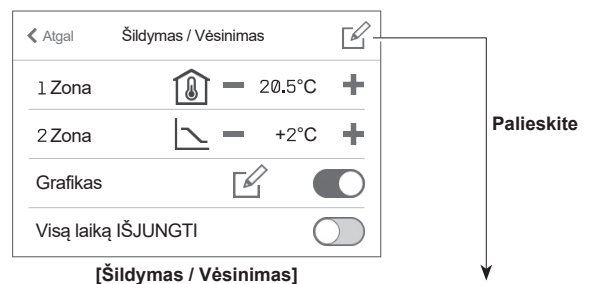 Atgal Šildymas / Vėsinimas
1 Zona 20.5°C
2 Zona +2°C
Palieskite
Grafikas
Visą laiką IŠJUNGTI
[Šildymas / Vėsinimas]